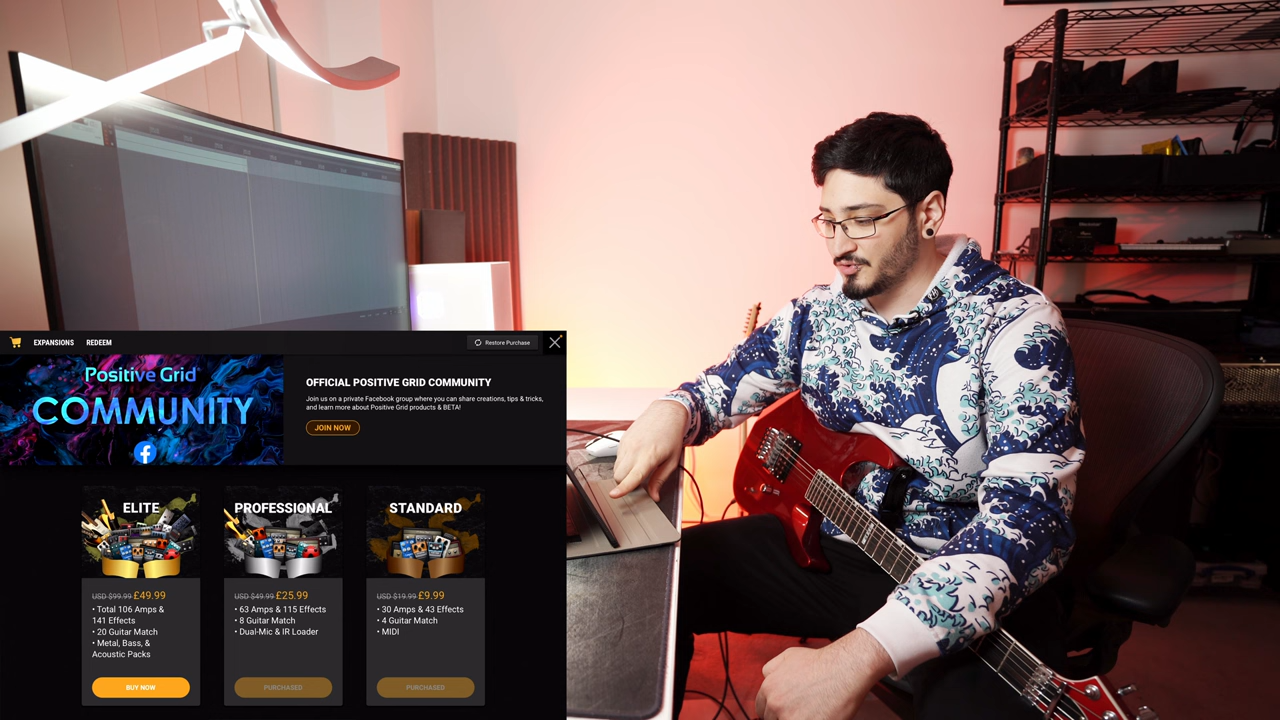 EXPANSIONS
REDEEM
Restore Purchase
Positive Grid
COMMUNITY
OFFICIAL POSITIVE GRID COMMUNITY
Join us on a private Facebook group where you can share creations, tips & tricks,
and learn more about Positive Grid products & BETA!
JOIN NOW
ELITE
USD $99.99 £49.99
• Total 106 Amps &
141 Effects
• 20 Guitar Match
• Metal, Bass, &
Acoustic Packs
BUY NOW
PROFESSIONAL
USD $49.99 £25.99
• 63 Amps & 115 Effects
• 8 Guitar Match
• Dual-Mic & IR Loader
PURCHASED
STANDARD
USD $19.99 £9.99
• 30 Amps & 43 Effects
• 4 Guitar Match
• MIDI
PURCHASED